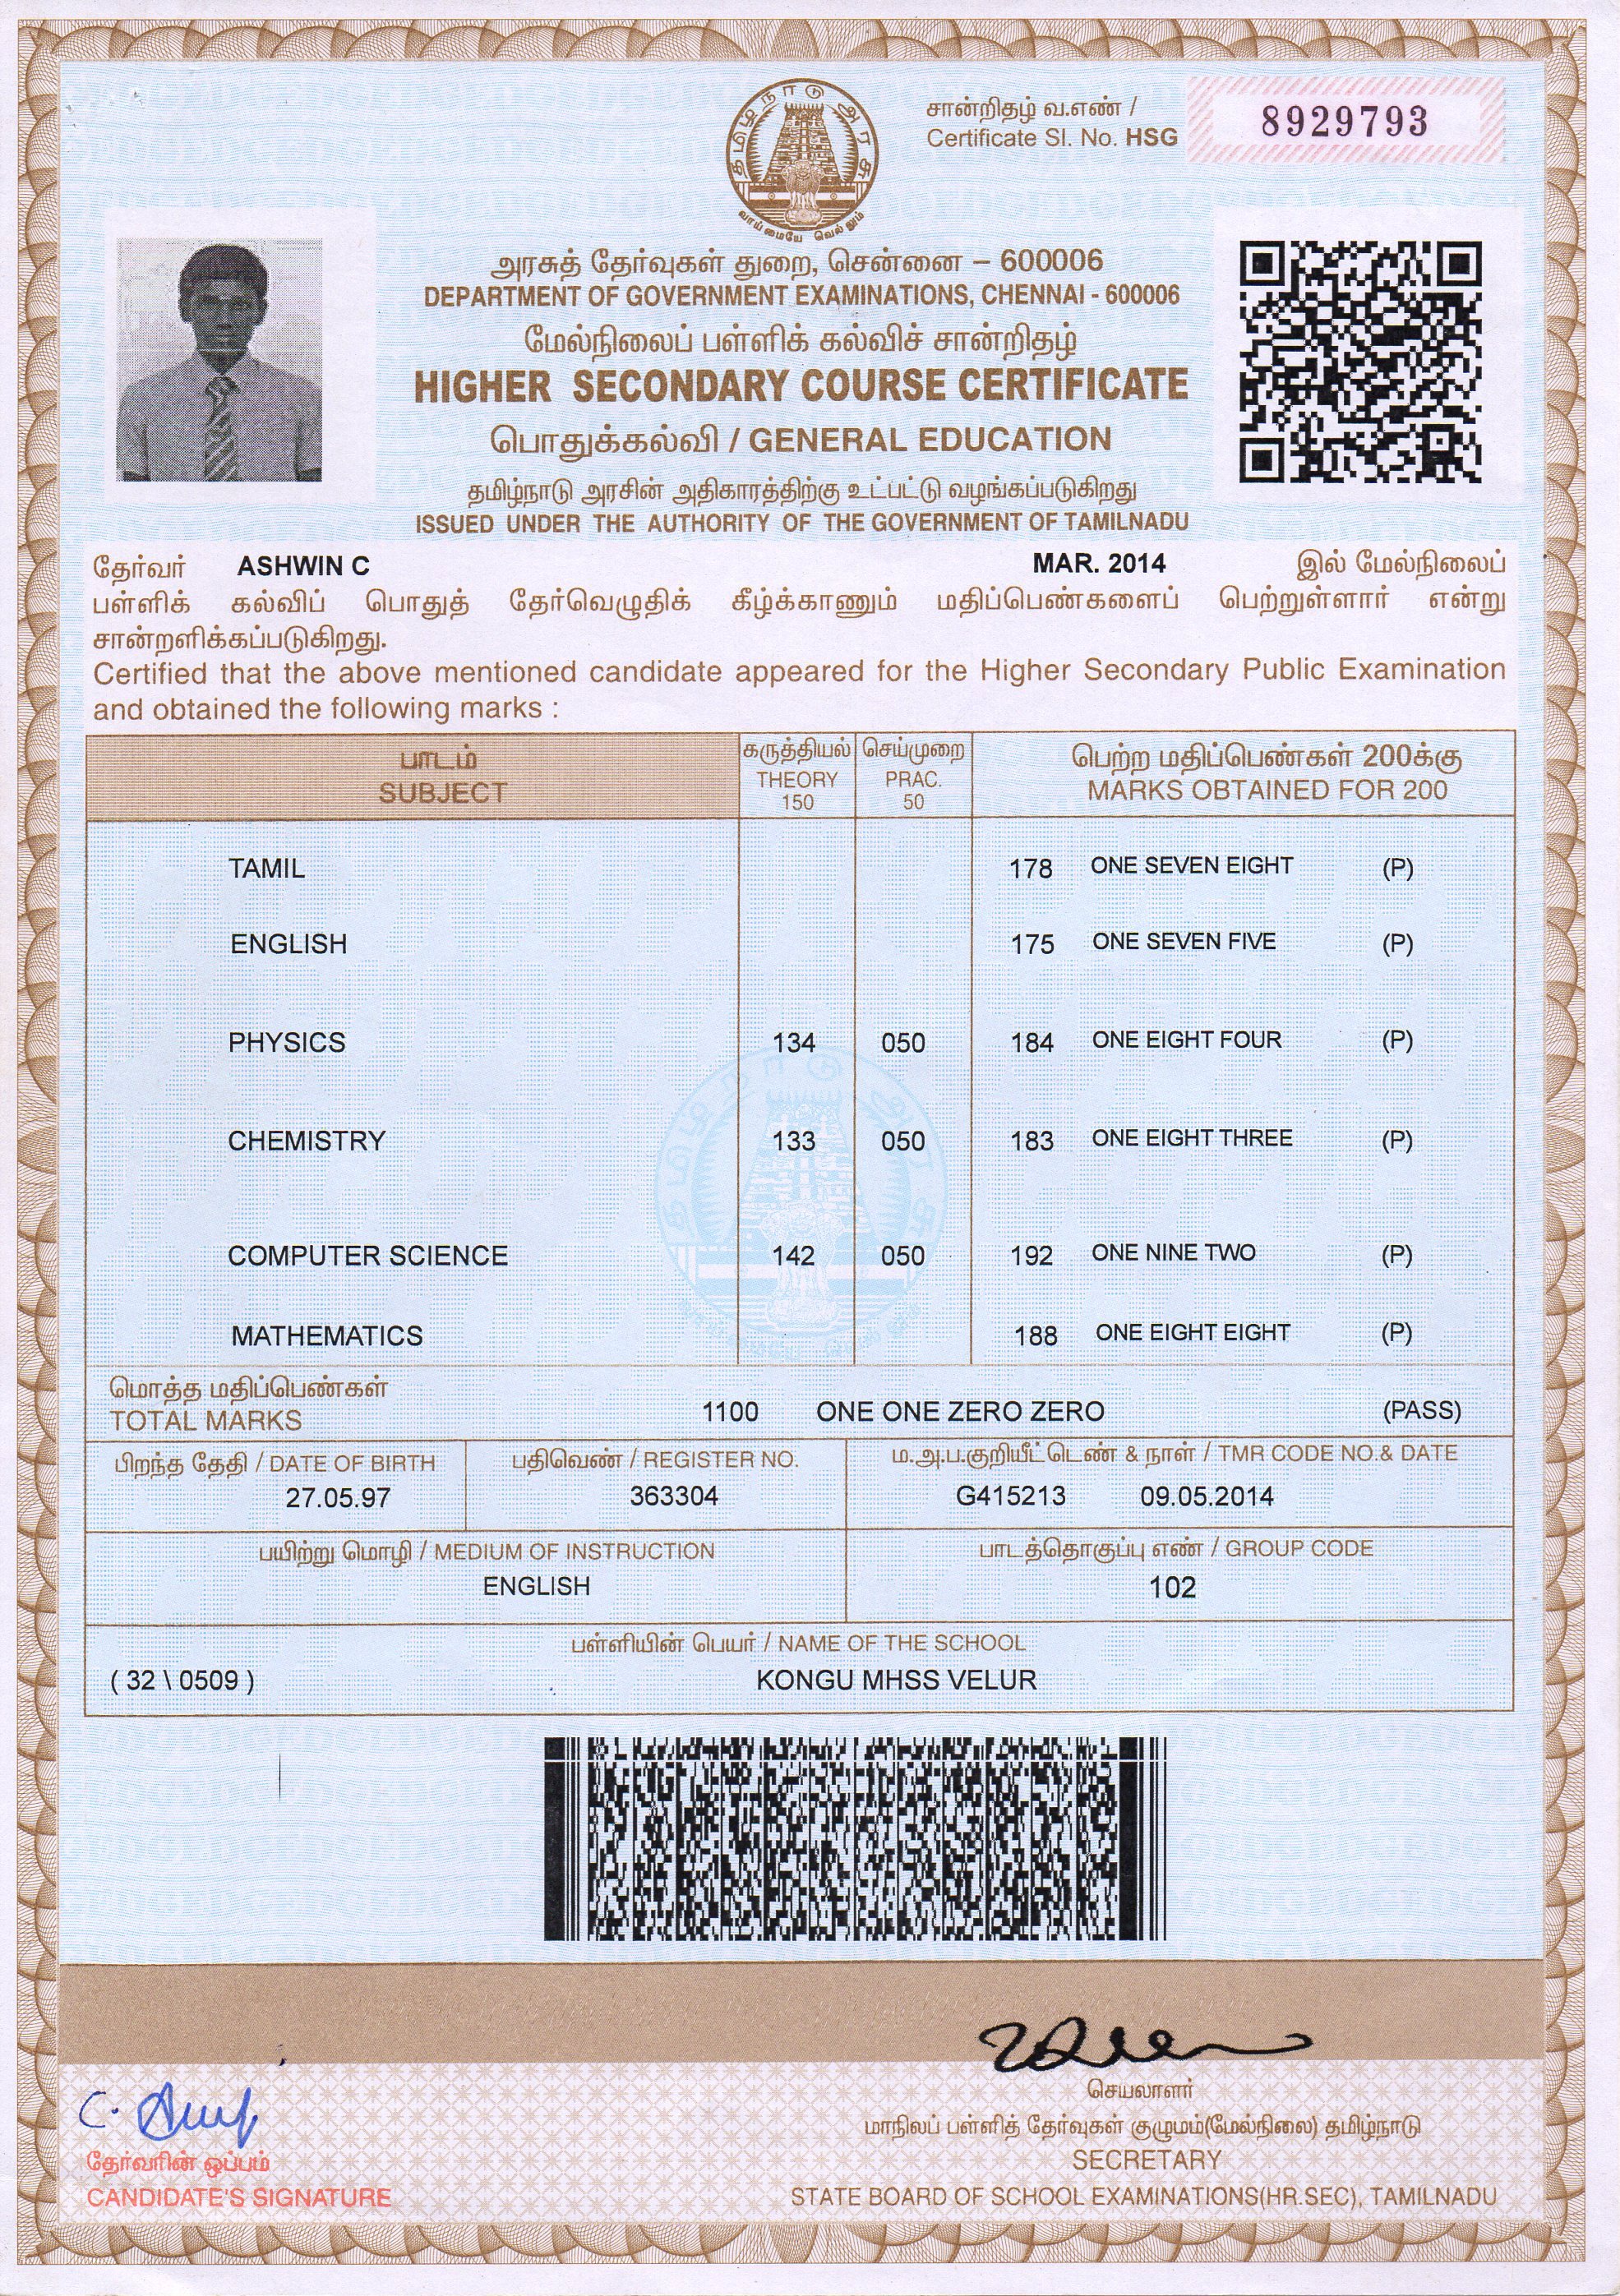 தமிழ் நாடு அரசு
வாய்மையே வெல்லும்
சான்றிதழ் வ.எண் /
Certificate Sl. No. HSG 8929793
அரசுத் தேர்வுகள் துறை, சென்னை – 600006
DEPARTMENT OF GOVERNMENT EXAMINATIONS, CHENNAI - 600006
மேல்நிலைப் பள்ளிக் கல்விச் சான்றிதழ்
HIGHER SECONDARY COURSE CERTIFICATE
பொதுக்கல்வி / GENERAL EDUCATION
தமிழ்நாடு அரசின் அதிகாரத்திற்கு உட்பட்டு வழங்கப்படுகிறது
ISSUED UNDER THE AUTHORITY OF THE GOVERNMENT OF TAMILNADU
தேர்வர் ASHWIN C MAR. 2014 இல் மேல்நிலைப்
பள்ளிக் கல்விப் பொதுத் தேர்வெழுதிக் கீழ்க்காணும் மதிப்பெண்களைப் பெற்றுள்ளார் என்று
சான்றளிக்கப்படுகிறது.
Certified that the above mentioned candidate appeared for the Higher Secondary Public Examination
and obtained the following marks :
பாடம் கருத்தியல் செய்முறை பெற்ற மதிப்பெண்கள் 200க்கு
SUBJECT THEORY 150 PRAC. 50 MARKS OBTAINED FOR 200
TAMIL 178 ONE SEVEN EIGHT (P)
ENGLISH 175 ONE SEVEN FIVE (P)
PHYSICS 134 050 184 ONE EIGHT FOUR (P)
CHEMISTRY 133 050 183 ONE EIGHT THREE (P)
COMPUTER SCIENCE 142 050 192 ONE NINE TWO (P)
MATHEMATICS 188 ONE EIGHT EIGHT (P)
மொத்த மதிப்பெண்கள்
TOTAL MARKS 1100 ONE ONE ZERO ZERO (PASS)
பிறந்த தேதி / DATE OF BIRTH பதிவெண் / REGISTER NO. ம.அ.ப.குறியீட்டெண் & நாள் / TMR CODE NO.& DATE
27.05.97 363304 G415213 09.05.2014
பயிற்று மொழி / MEDIUM OF INSTRUCTION பாடத்தொகுப்பு எண் / GROUP CODE
ENGLISH 102
பள்ளியின் பெயர் / NAME OF THE SCHOOL
( 32 \ 0509 ) KONGU MHSS VELUR
செயலாளர்
மாநிலப் பள்ளித் தேர்வுகள் குழுமம்(மேல்நிலை) தமிழ்நாடு
SECRETARY
STATE BOARD OF SCHOOL EXAMINATIONS(HR.SEC), TAMILNADU
தேர்வரின் ஒப்பம்
CANDIDATE'S SIGNATURE